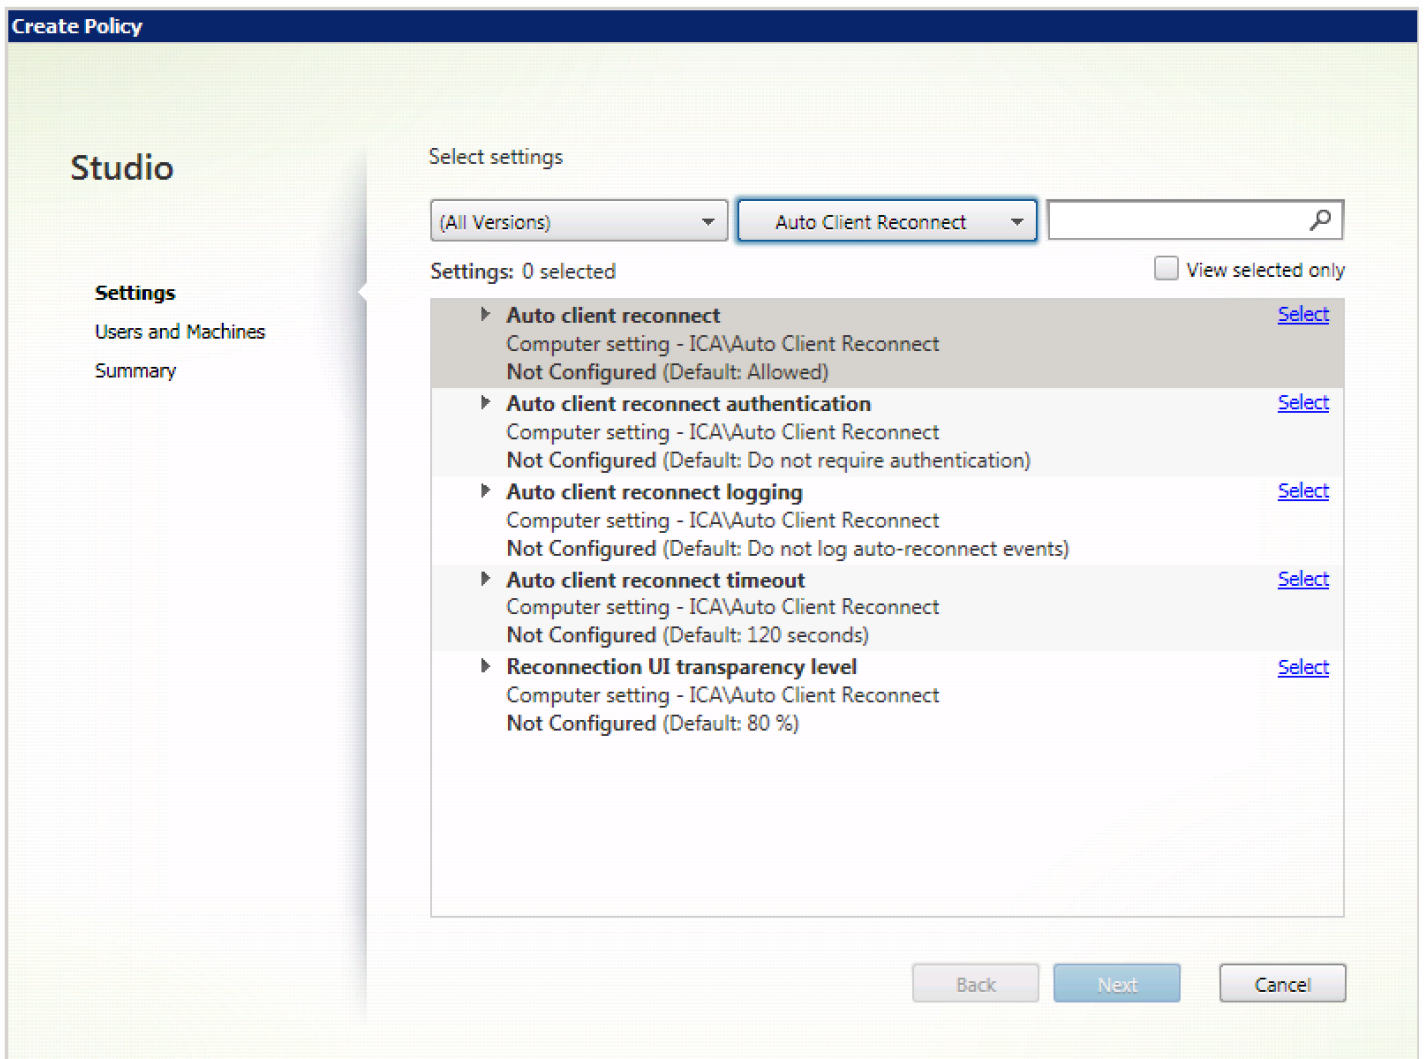 Create Policy
Studio
Settings
Users and Machines
Summary
Select settings
(All Versions)
Auto Client Reconnect
Settings: 0 selected
View selected only
Auto client reconnect
Select
Computer setting - ICA\Auto Client Reconnect
Not Configured (Default: Allowed)
Auto client reconnect authentication
Select
Computer setting - ICA\Auto Client Reconnect
Not Configured (Default: Do not require authentication)
Auto client reconnect logging
Select
Computer setting - ICA\Auto Client Reconnect
Not Configured (Default: Do not log auto-reconnect events)
Auto client reconnect timeout
Select
Computer setting - ICA\Auto Client Reconnect
Not Configured (Default: 120 seconds)
Reconnection UI transparency level
Select
Computer setting - ICA\Auto Client Reconnect
Not Configured (Default: 80 %)
Back
Next
Cancel